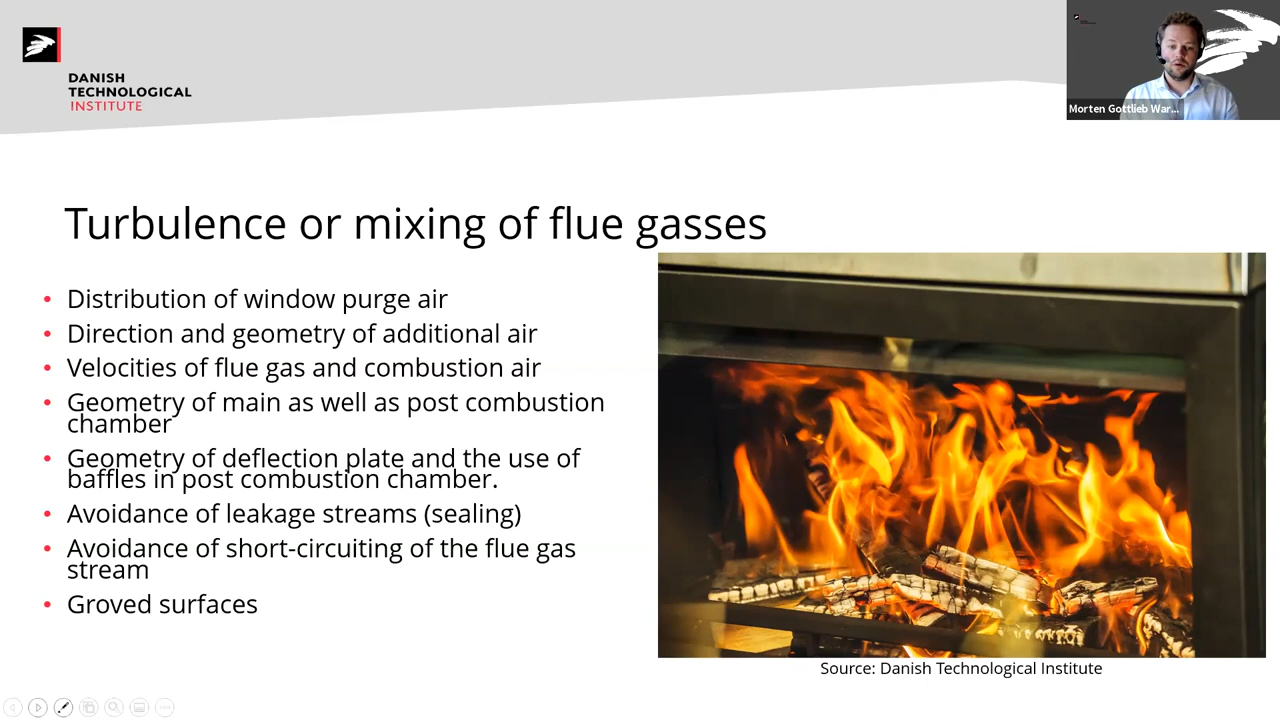 DANISH
TECHNOLOGICAL
INSTITUTE
Morten Gottlieb War...
Turbulence or mixing of flue gasses
• Distribution of window purge air
• Direction and geometry of additional air
• Velocities of flue gas and combustion air
• Geometry of main as well as post combustion
chamber
• Geometry of deflection plate and the use of
baffles in post combustion chamber.
• Avoidance of leakage streams (sealing)
• Avoidance of short-circuiting of the flue gas
stream
• Groved surfaces
Source: Danish Technological Institute